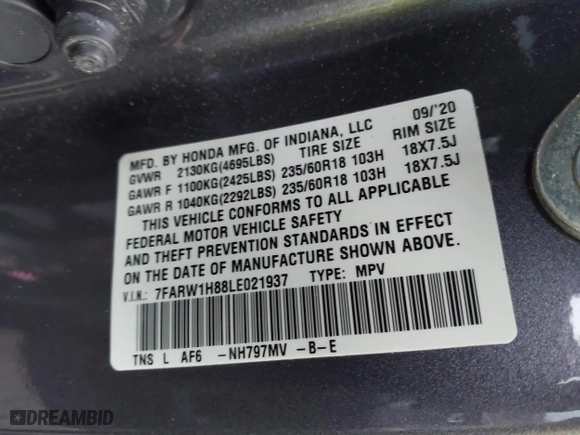 MFD. BY HONDA MFG. OF INDIANA, LLC 09/'20
GVWR 2130KG(4695LBS) TIRE SIZE RIM SIZE
GAWR F 1100KG(2425LBS) 235/60R18 103H 18X7.5J
GAWR R 1040KG(2292LBS) 235/60R18 103H 18X7.5J
THIS VEHICLE CONFORMS TO ALL APPLICABLE
FEDERAL MOTOR VEHICLE SAFETY
AND THEFT PREVENTION STANDARDS IN EFFECT
ON THE DATE OF MANUFACTURE SHOWN ABOVE.
V.I.N.: 7FARW1H88LE021937 TYPE: MPV
TNS L AF6 -NH797MV -B-E
DREAMBID